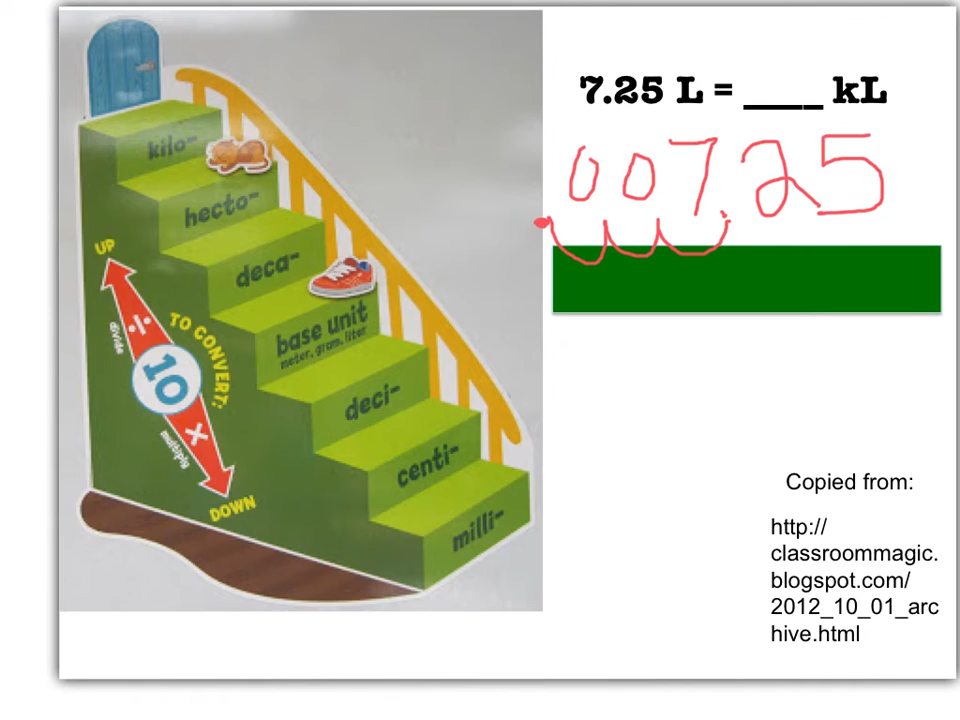 7.25 L = ____ kL
007.25
kilo-
hecto-
deca-
base unit
meter, gram, liter
deci-
centi-
milli-
UP
÷
divide
TO CONVERT:
10
x
multiply
DOWN
Copied from:
http://
classroommagic.
blogspot.com/
2012_10_01_arc
hive.html